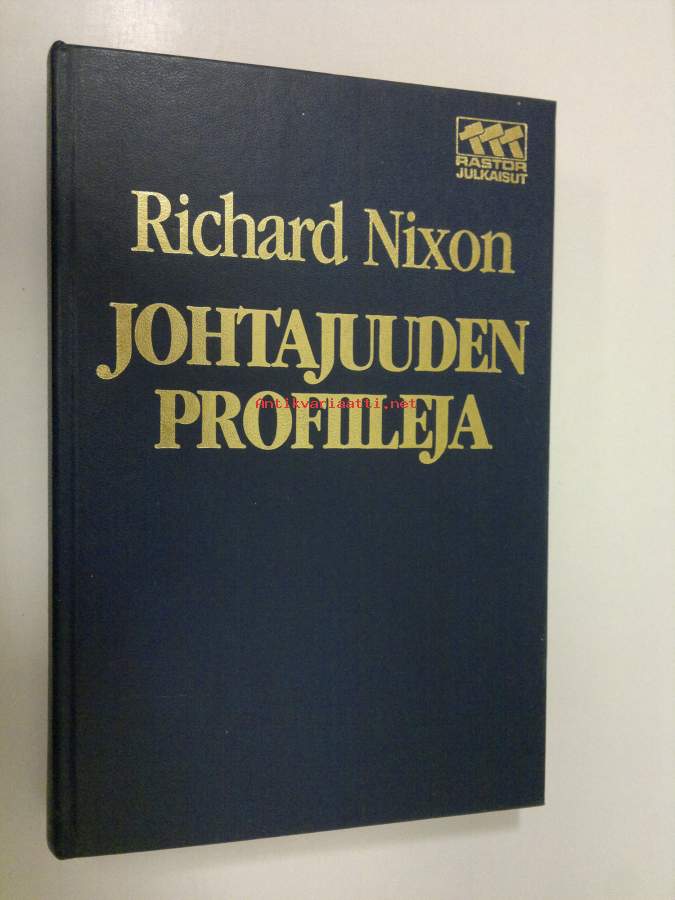 RASTOR
JULKAISUT
Richard Nixon
JOHTAJUUDEN
PROFIILEJA
Antikvariaatti.net